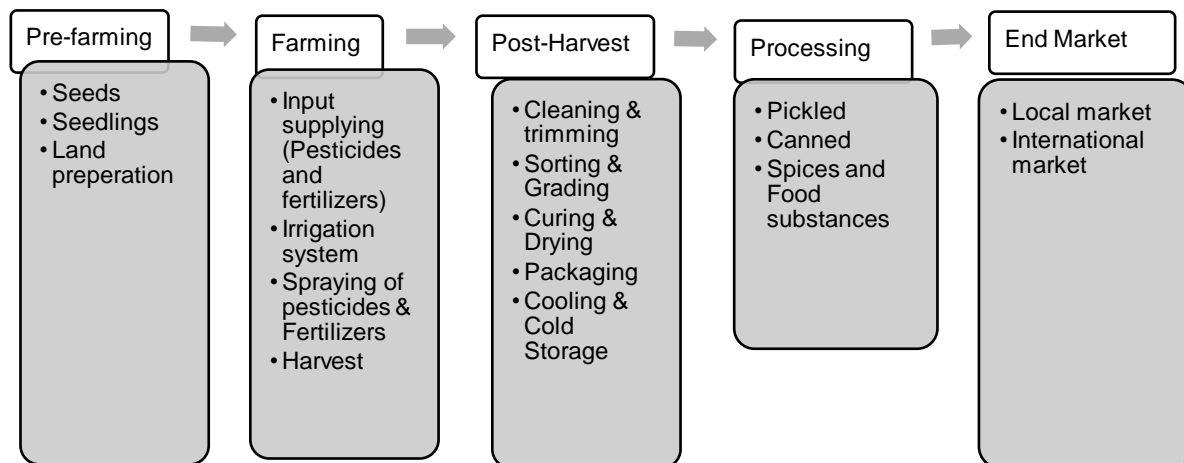 Pre-farming
• Seeds
• Seedlings
• Land
preperation
Farming
• Input
supplying
(Pesticides
and
fertilizers)
• Irrigation
system
• Spraying of
pesticides &
Fertilizers
• Harvest
Post-Harvest
• Cleaning &
trimming
• Sorting &
Grading
• Curing &
Drying
• Packaging
• Cooling &
Cold
Storage
Processing
• Pickled
• Canned
• Spices and
Food
substances
End Market
• Local market
• International
market